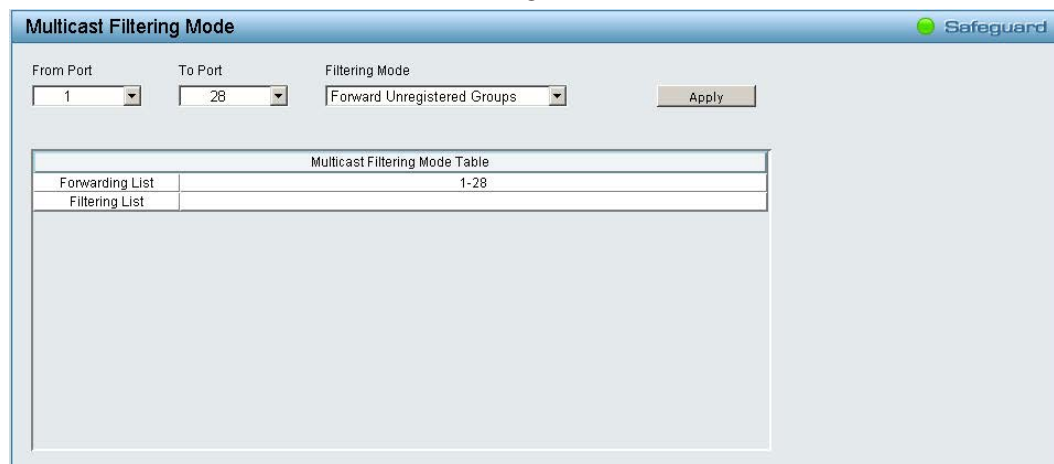 Multicast Filtering Mode Safeguard
From Port To Port Filtering Mode
1 28 Forward Unregistered Groups Apply
Multicast Filtering Mode Table
Forwarding List 1-28
Filtering List